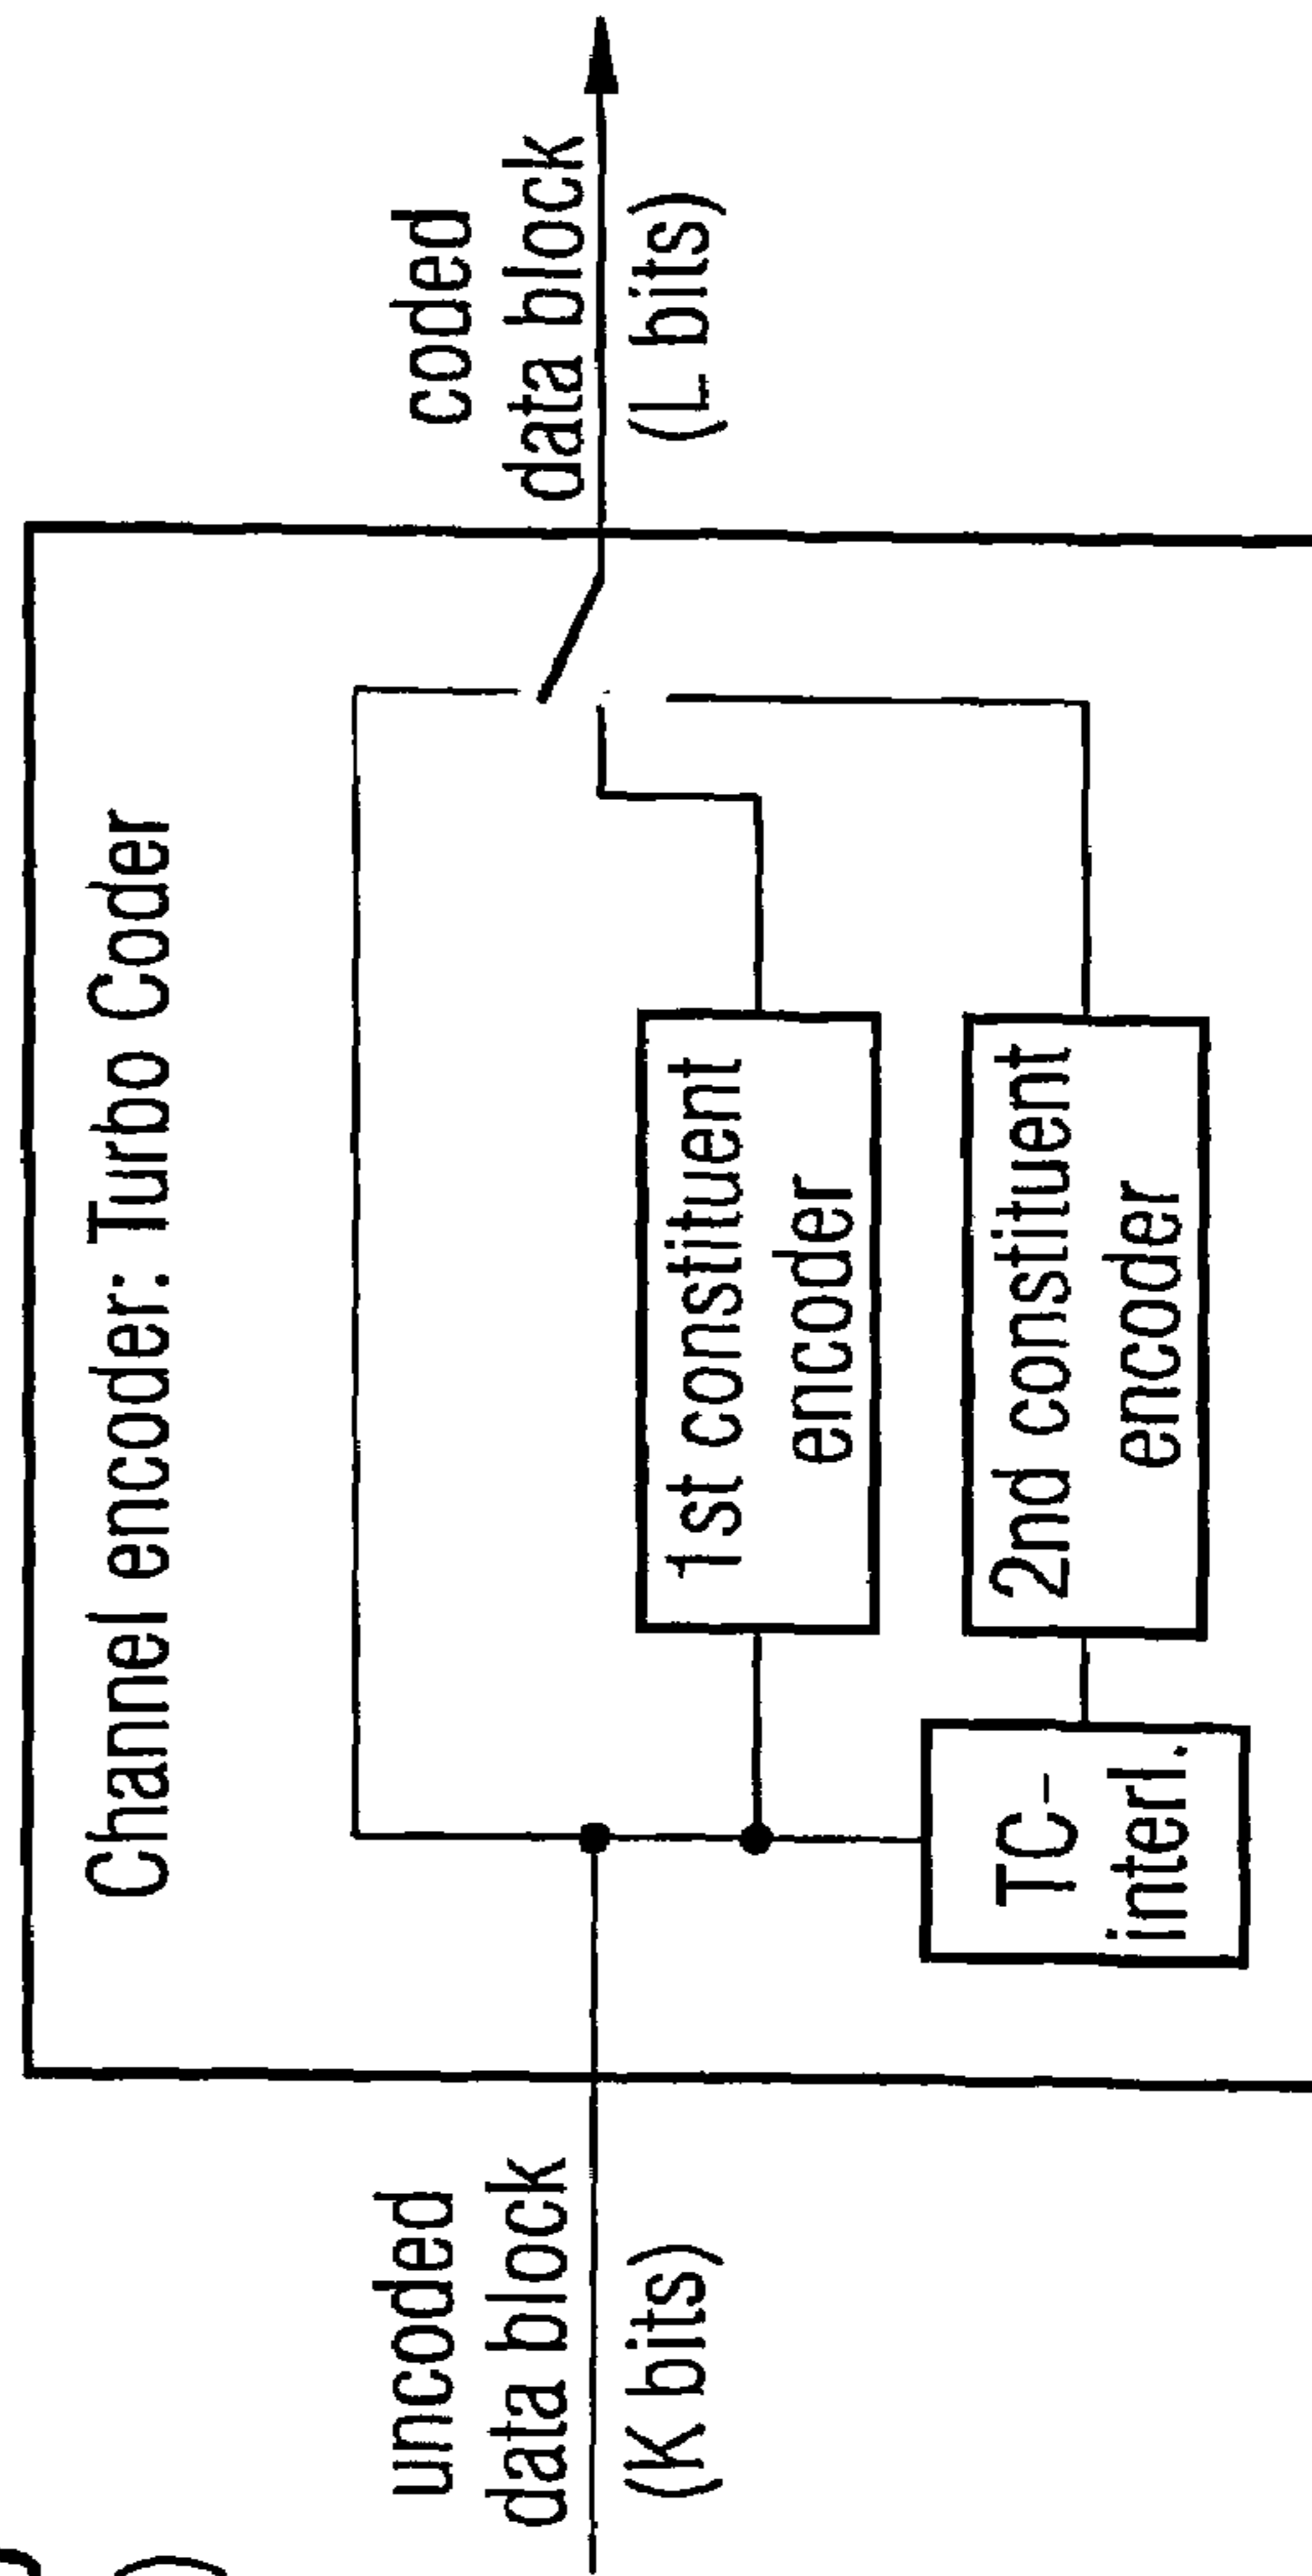 Channel encoder: Turbo Coder
uncoded
data block
(K bits)
1st constituent
encoder
TC-
interl.
2nd constituent
encoder
coded
data block
(L bits)